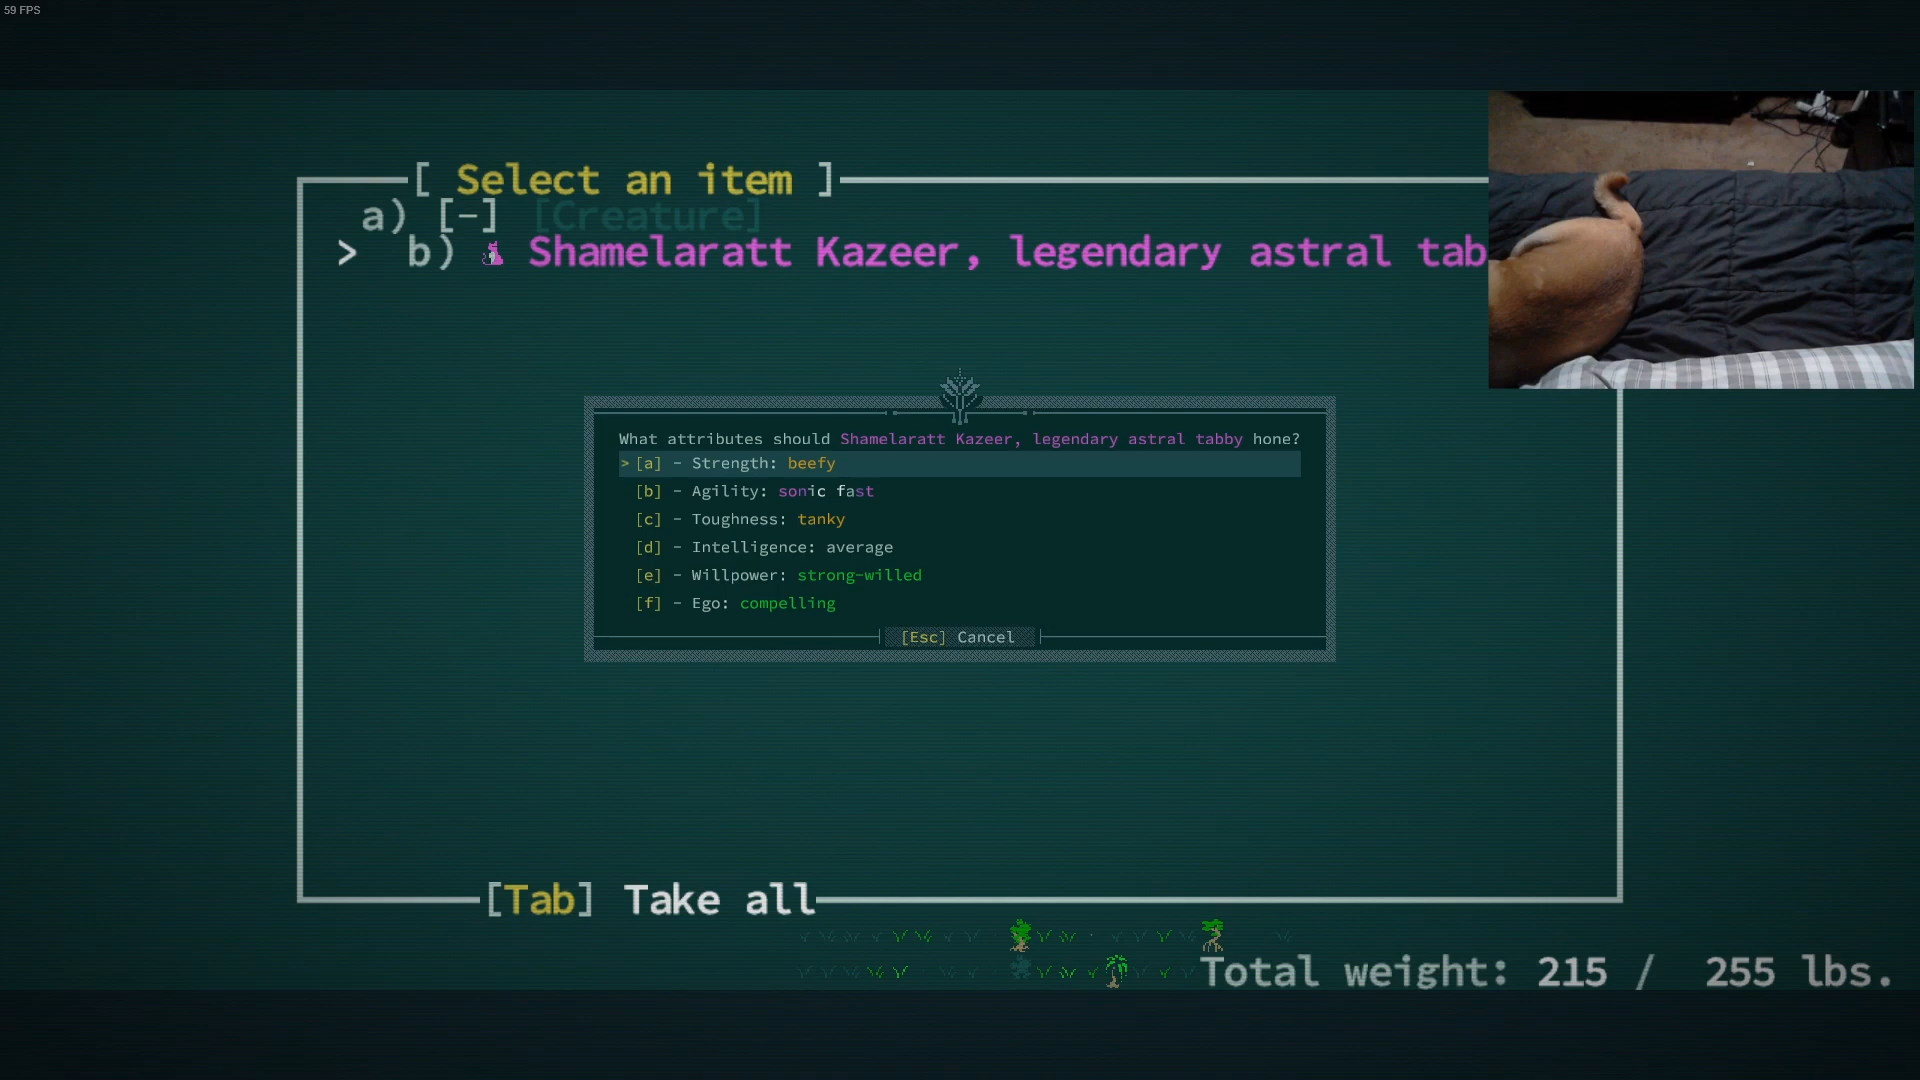 59 FPS
[ Select an item ]
a) [-] [Creature]
> b) Shamelaratt Kazeer, legendary astral tab
What attributes should Shamelaratt Kazeer, legendary astral tabby hone?
> [a] - Strength: beefy
[b] - Agility: sonic fast
[c] - Toughness: tanky
[d] - Intelligence: average
[e] - Willpower: strong-willed
[f] - Ego: compelling
[Esc] Cancel
[Tab] Take all
Total weight: 215 / 255 lbs.